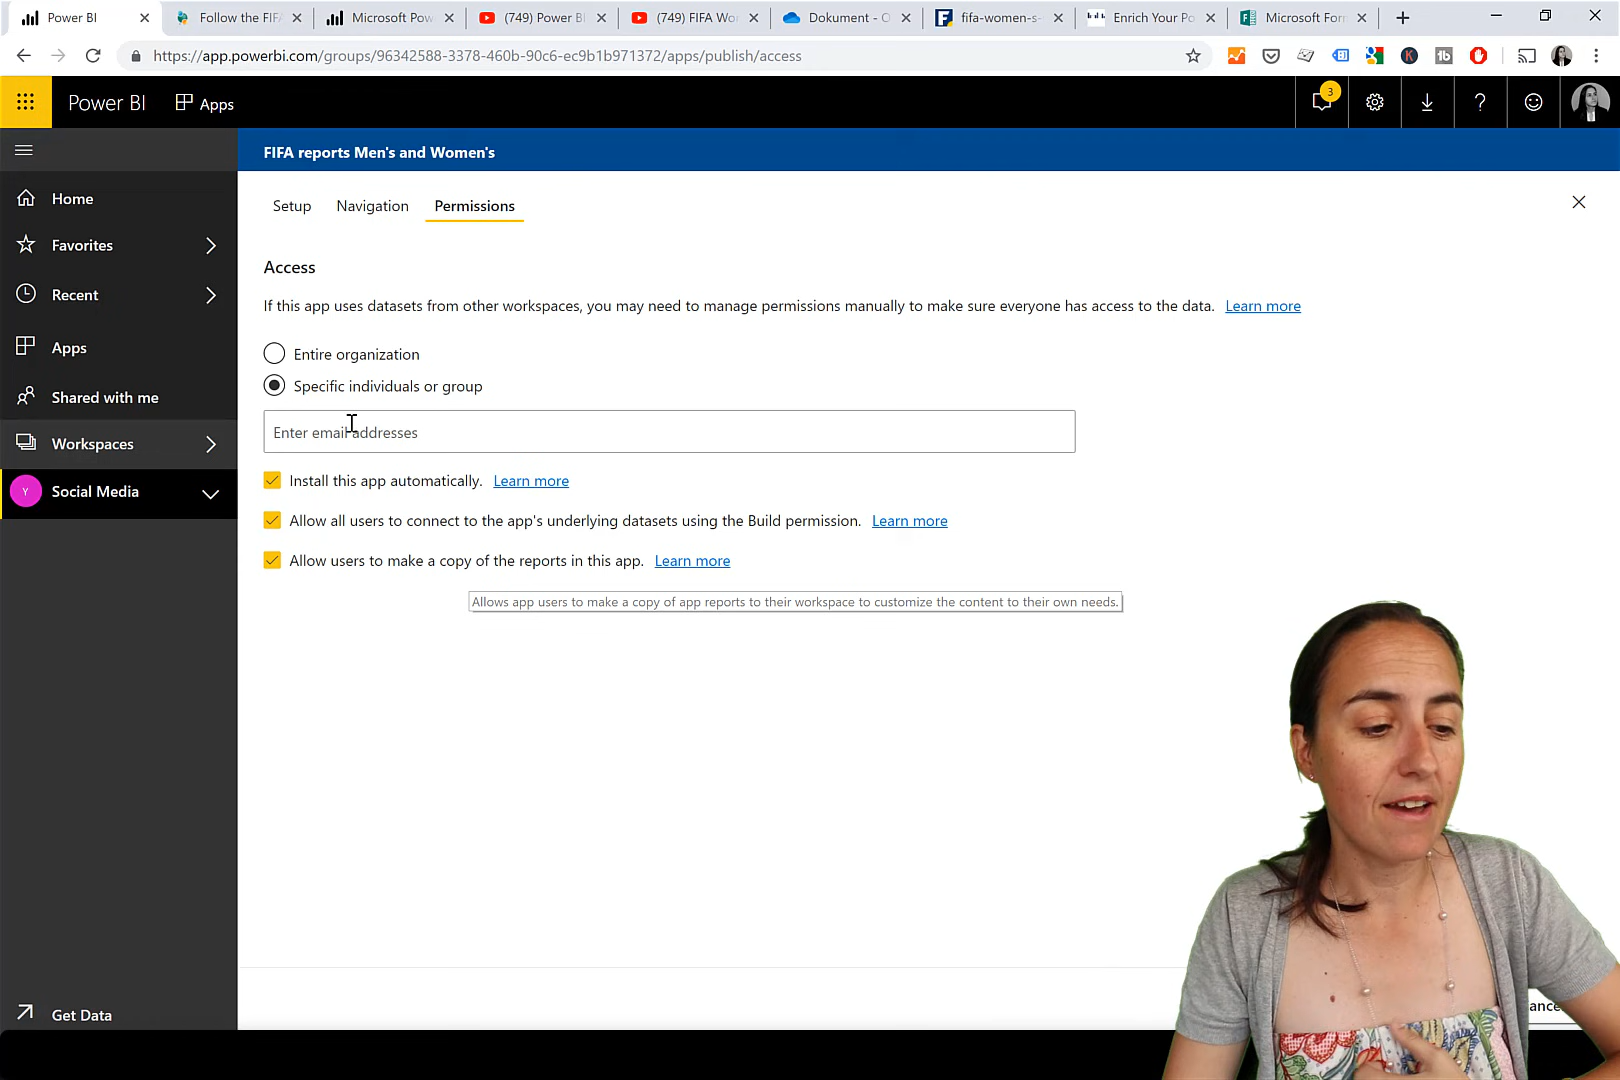 Power BI
Follow the FIF
Microsoft Pow
(749) Power B
(749) FIFA Wo
Dokument - O
fifa-women-s-
Enrich Your Po
Microsoft For
https://app.powerbi.com/groups/96342588-3378-460b-90c6-ec9b1b971372/apps/publish/access
Power BI
Apps
3
?
FIFA reports Men's and Women's
Home
Favorites
Recent
Apps
Shared with me
Workspaces
Y
Social Media
Get Data
Setup
Navigation
Permissions
Access
If this app uses datasets from other workspaces, you may need to manage permissions manually to make sure everyone has access to the data. Learn more
Entire organization
Specific individuals or group
Enter email addresses
Install this app automatically. Learn more
Allow all users to connect to the app's underlying datasets using the Build permission. Learn more
Allow users to make a copy of the reports in this app. Learn more
Allows app users to make a copy of app reports to their workspace to customize the content to their own needs.